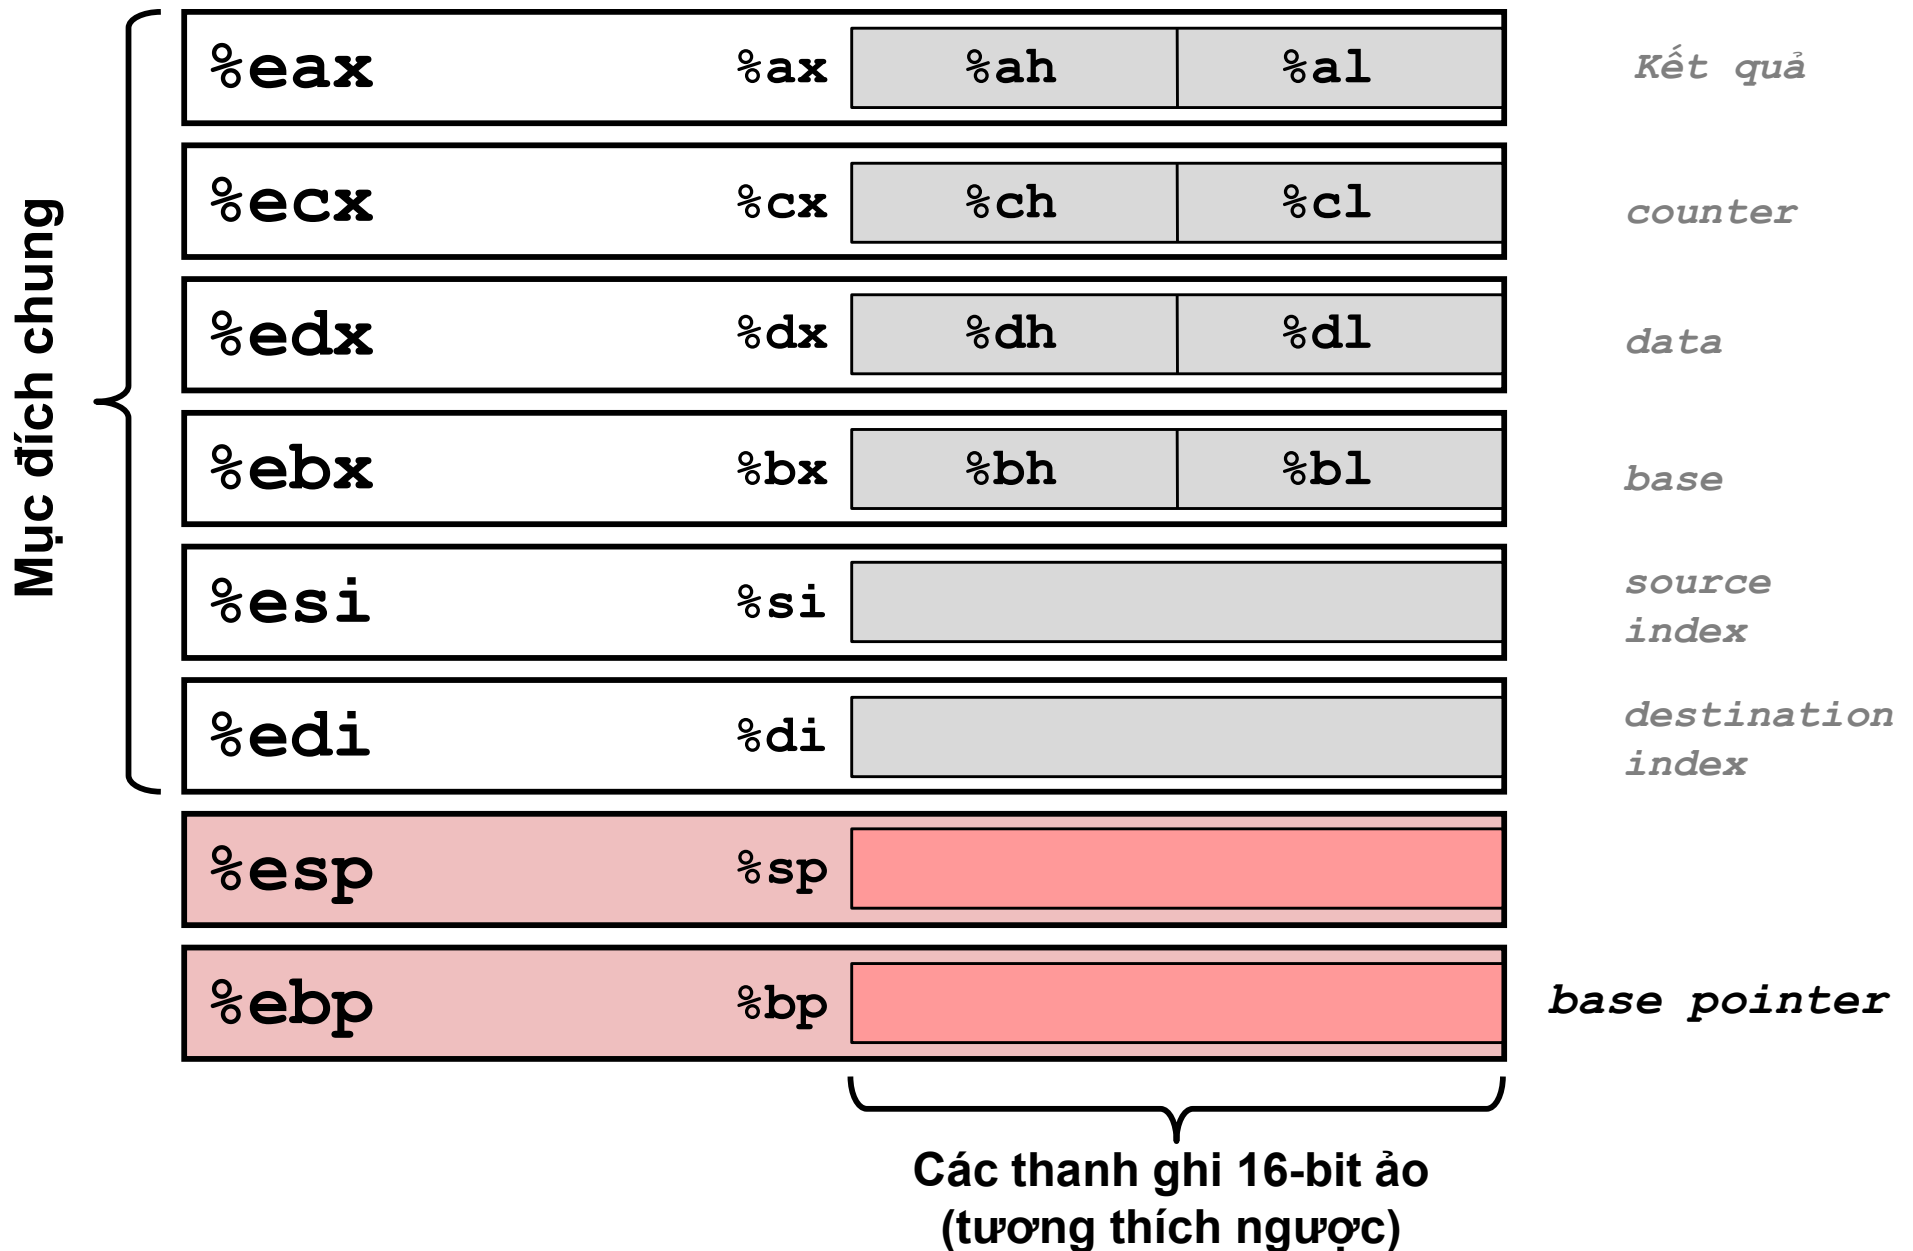 Mục đích chung
%eax %ax %ah %al Kết quả
%ecx %cx %ch %cl counter
%edx %dx %dh %dl data
%ebx %bx %bh %bl base
%esi %si source
index
%edi %di destination
index
%esp %sp
%ebp %bp base pointer
Các thanh ghi 16-bit ảo
(tương thích ngược)